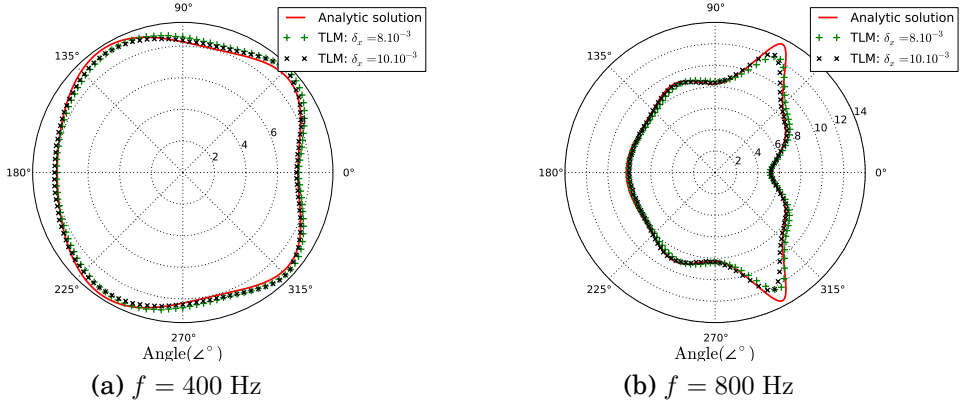 90°
Analytic solution
TLM: δx =8.10⁻³
TLM: δx =10.10⁻³
135°
6
4
2
180°
0°
225°
315°
270°
Angle(∠°)
(a) f = 400 Hz
90°
Analytic solution
TLM: δx =8.10⁻³
TLM: δx =10.10⁻³
135°
14
12
10
8
6
4
2
180°
0°
225°
315°
270°
Angle(∠°)
(b) f = 800 Hz